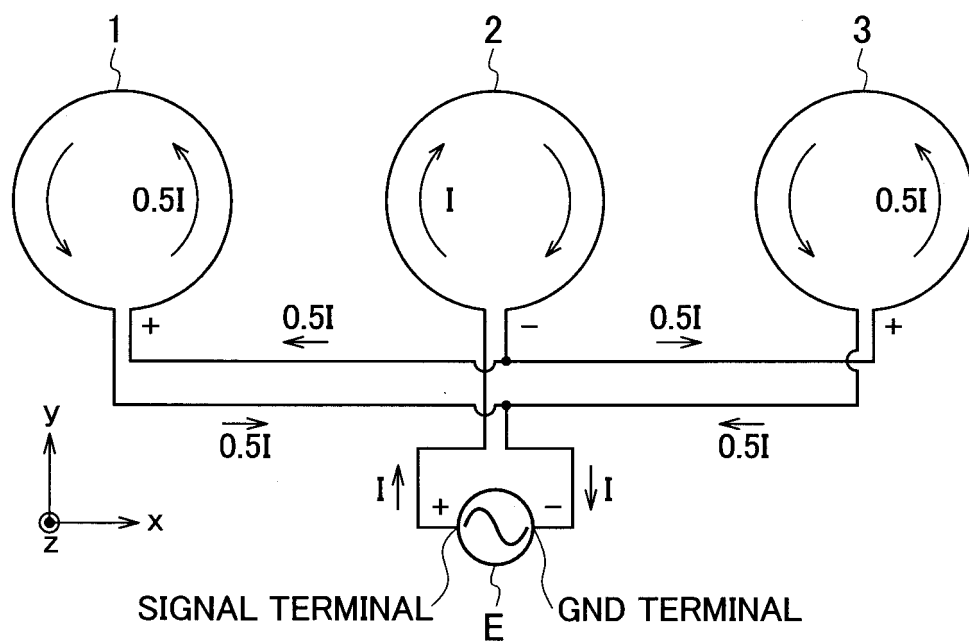 1 2 3
0.5I I 0.5I
+ − +
0.5I 0.5I
0.5I 0.5I
y
x
z
I + − I
SIGNAL TERMINAL E GND TERMINAL